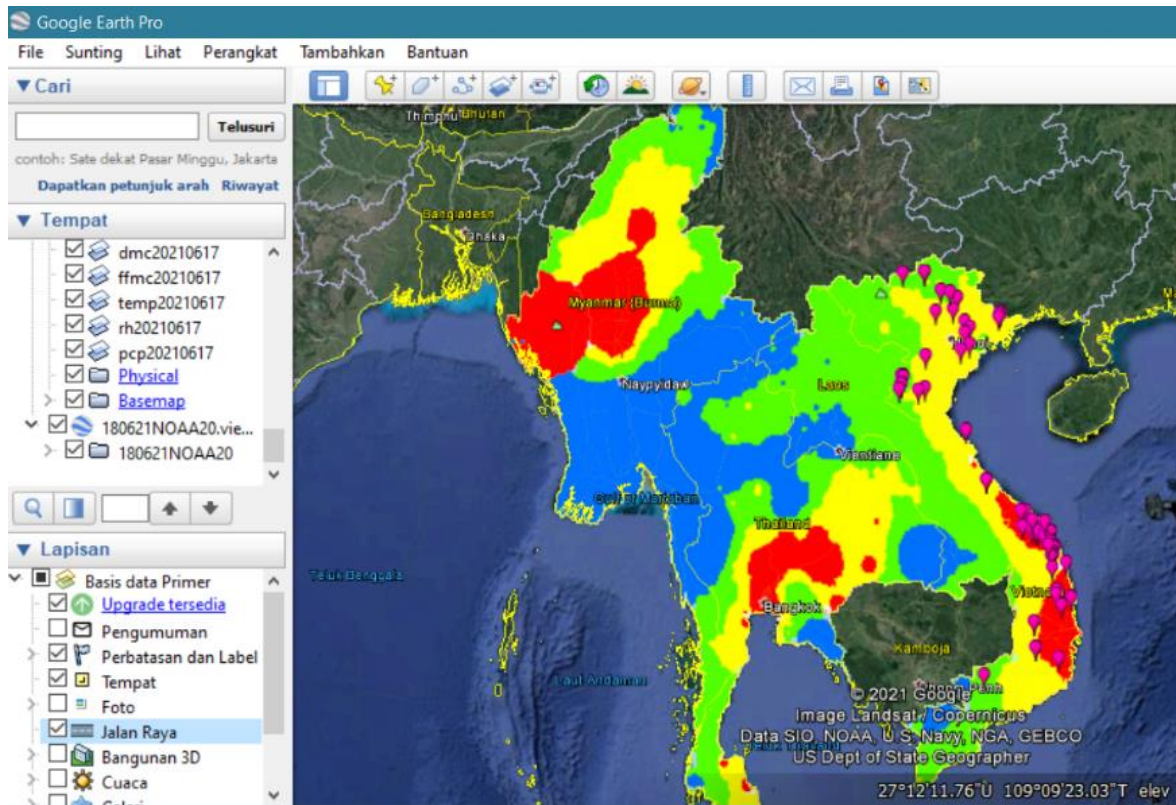 Google Earth Pro
File Sunting Lihat Perangkat Tambahkan Bantuan
Cari
Telusuri
contoh: Sate dekat Pasar Minggu, Jakarta
Dapatkan petunjuk arah Riwayat
Tempat
dmc20210617
ffmc20210617
temp20210617
rh20210617
pcp20210617
Physical
Basemap
180621NOAA20.vie...
180621NOAA20
Lapisan
Basis data Primer
Upgrade tersedia
Pengumuman
Perbatasan dan Label
Tempat
Foto
Jalan Raya
Bangunan 3D
Cuaca
Thimphu Bhutan
Bangladesh
Dhaka
Myanmar (Burma)
Naypyidaw
Laos
Vientiane
Thailand
Teluk Benggala
Bangkok
Vietnam
Kamboja
Laut Andaman
© 2021 Google
Image Landsat / Copernicus
Data SIO, NOAA, U.S. Navy, NGA, GEBCO
US Dept of State Geographer
27°12'11.76"U 109°09'23.03"T elev